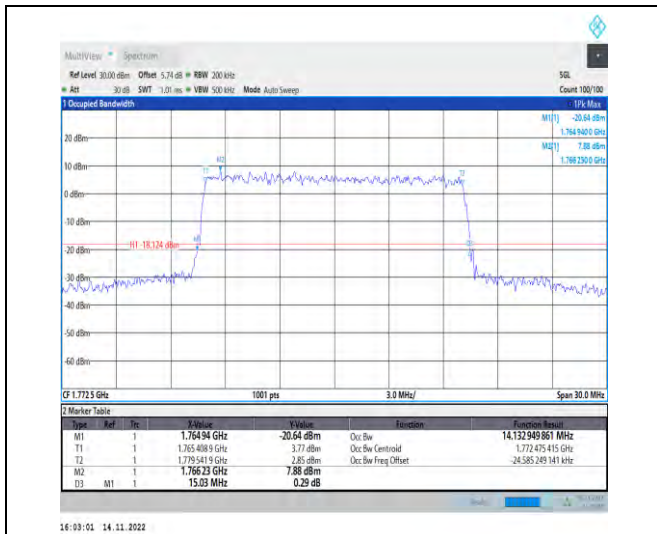 MultiView Spectrum
Ref Level 30.00 dBm Offset 5.74 dB RBW 200 kHz SGL
Att 30 dB SWT 1.01 ms VBW 500 kHz Mode Auto Sweep Count 100/100
1 Occupied Bandwidth 1Pk Max
M1[1] -20.64 dBm
1.764 940 0 GHz
M2[1] 7.88 dBm
1.766 230 0 GHz
20 dBm
10 dBm
M2
T1 T2
0 dBm
-10 dBm
M1
H1 -18.124 dBm
-20 dBm
-30 dBm
-40 dBm
-50 dBm
-60 dBm
CF 1.772 5 GHz 1001 pts 3.0 MHz/ Span 30.0 MHz
2 Marker Table
Type Ref Trc X-Value Y-Value Function Function Result
M1 1 1.764 94 GHz -20.64 dBm Occ Bw 14.132 949 861 MHz
T1 1 1.765 408 9 GHz 3.77 dBm Occ Bw Centroid 1.772 475 415 GHz
T2 1 1.779 541 9 GHz 2.85 dBm Occ Bw Freq Offset -24.585 249 141 kHz
M2 1 1.766 23 GHz 7.88 dBm
D3 M1 1 15.03 MHz 0.29 dB
16:03:01 14.11.2022